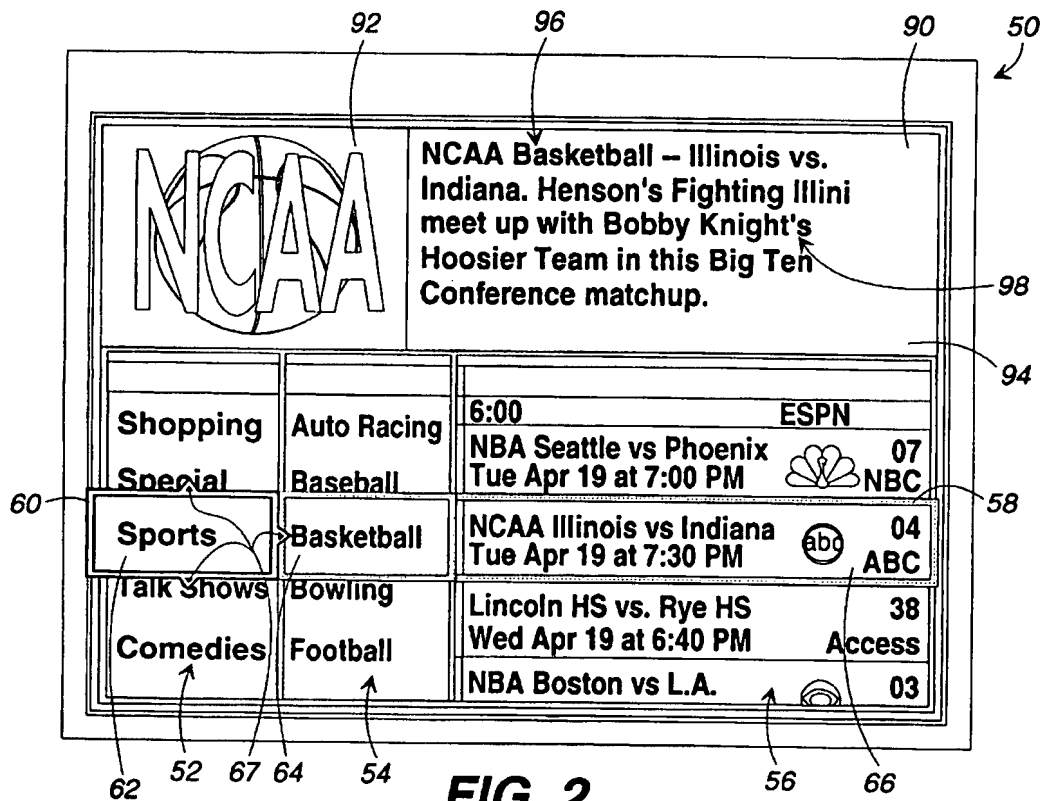 92
96
90
50
NCAA
NCAA Basketball – Illinois vs.
Indiana. Henson's Fighting Illini
meet up with Bobby Knight's
Hoosier Team in this Big Ten
Conference matchup.
98
94
Shopping
Special
Sports
Talk Shows
Comedies
Auto Racing
Baseball
Basketball
Bowling
Football
6:00 ESPN
NBA Seattle vs Phoenix 07
Tue Apr 19 at 7:00 PM NBC
NCAA Illinois vs Indiana abc 04
Tue Apr 19 at 7:30 PM ABC
Lincoln HS vs. Rye HS 38
Wed Apr 19 at 6:40 PM Access
NBA Boston vs L.A. 03
60
58
62
52
67
64
54
56
66
FIG. 2